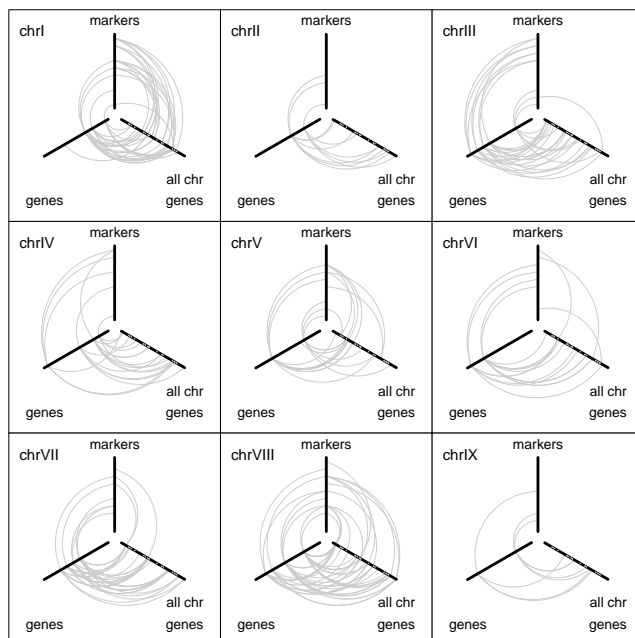 chrI
markers
genes
all chr
genes
chrII
markers
genes
all chr
genes
chrIII
markers
genes
all chr
genes
chrIV
markers
genes
all chr
genes
chrV
markers
genes
all chr
genes
chrVI
markers
genes
all chr
genes
chrVII
markers
genes
all chr
genes
chrVIII
markers
genes
all chr
genes
chrIX
markers
genes
all chr
genes